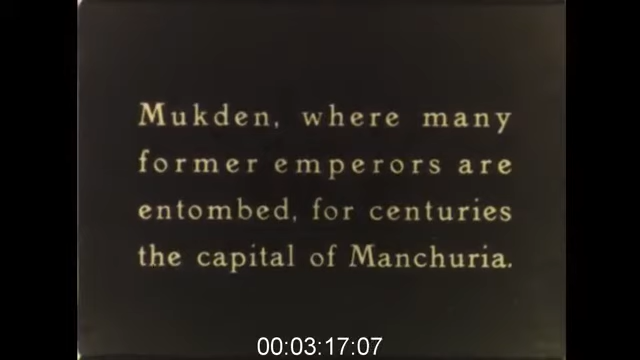 Mukden, where many
former emperors are
entombed, for centuries
the capital of Manchuria.
00:03:17:07